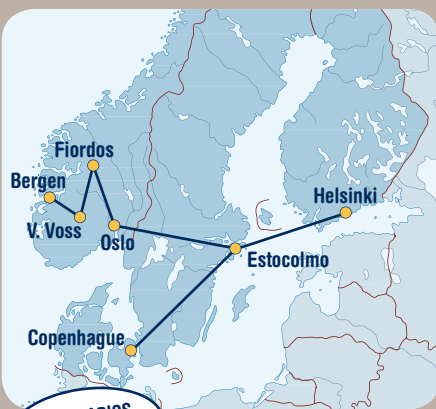 Fiordos
Bergen
V. Voss
Oslo
Helsinki
Estocolmo
Copenhague